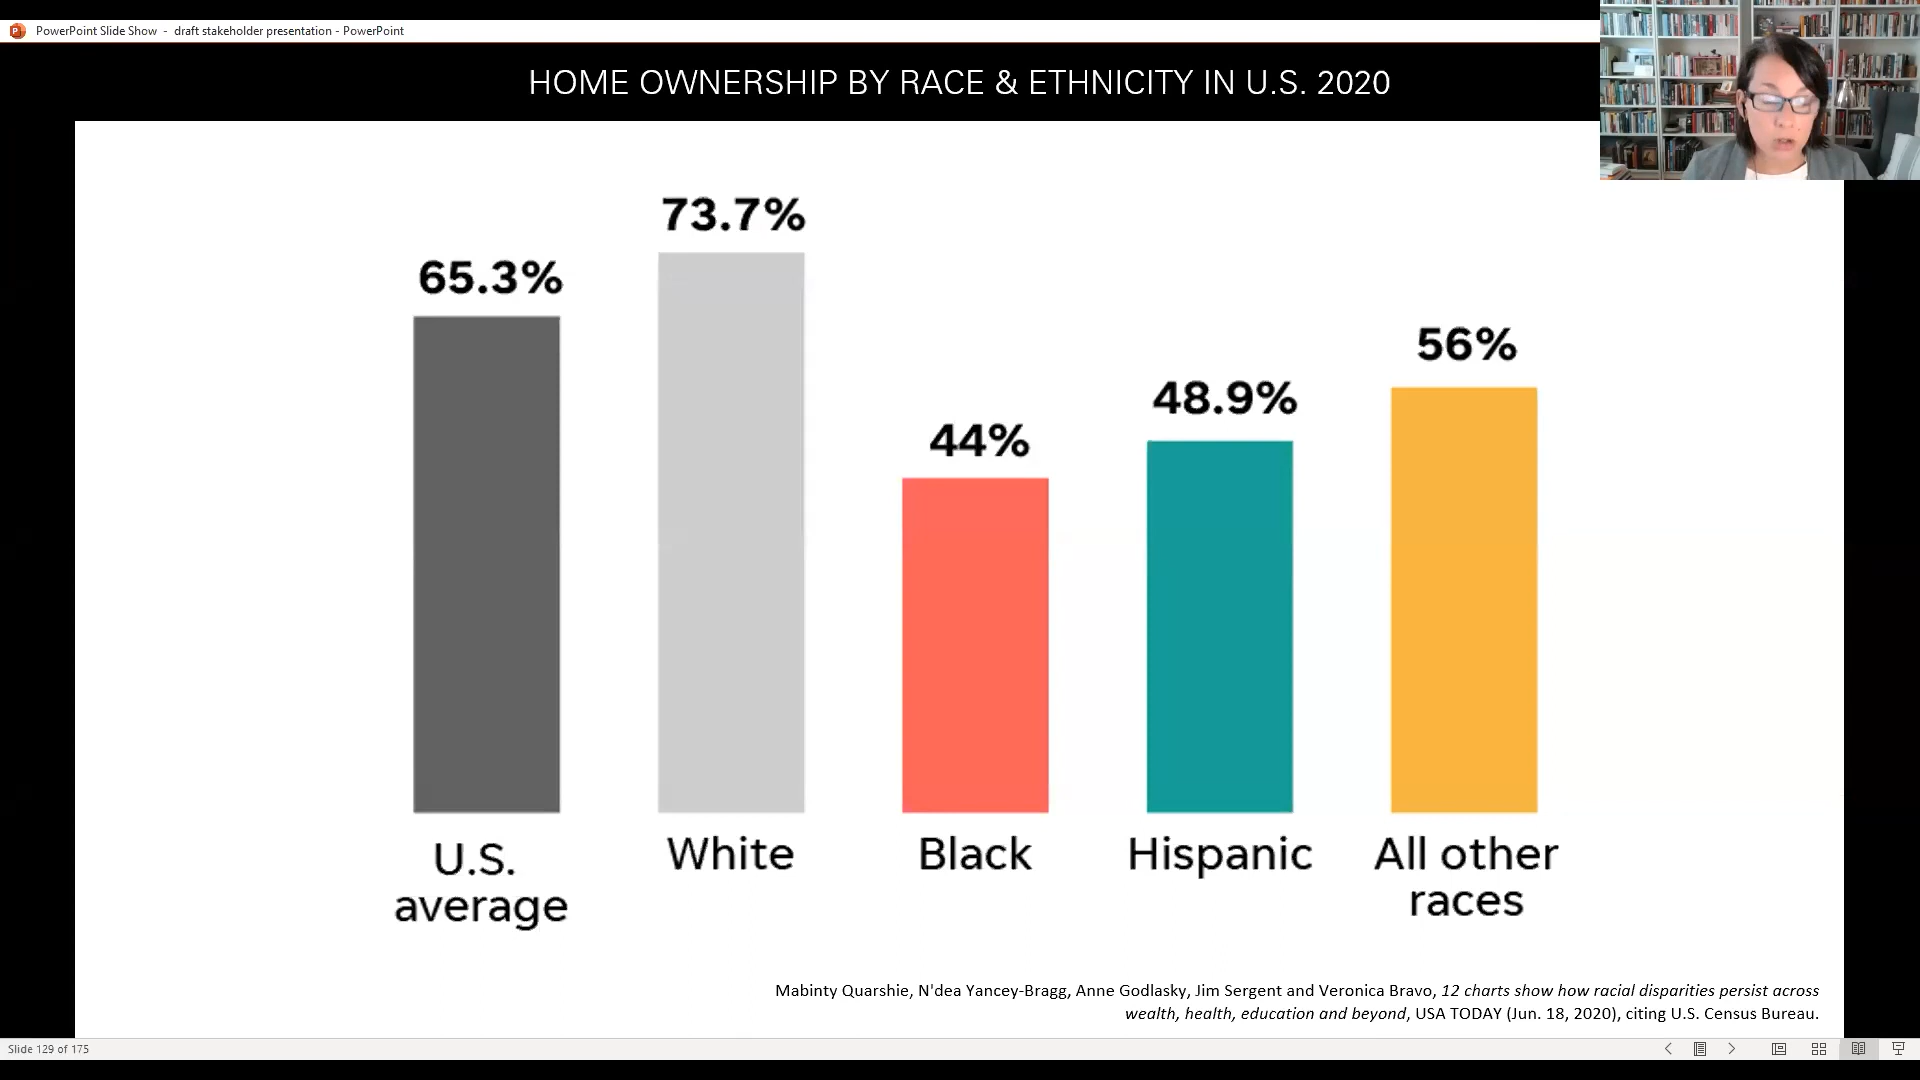 PowerPoint Slide Show - draft stakeholder presentation - PowerPoint
HOME OWNERSHIP BY RACE & ETHNICITY IN U.S. 2020
65.3%
73.7%
44%
48.9%
56%
U.S.
average
White
Black
Hispanic
All other
races
Mabinty Quarshie, N'dea Yancey-Bragg, Anne Godlasky, Jim Sergent and Veronica Bravo, 12 charts show how racial disparities persist across
wealth, health, education and beyond, USA TODAY (Jun. 18, 2020), citing U.S. Census Bureau.
Slide 129 of 175